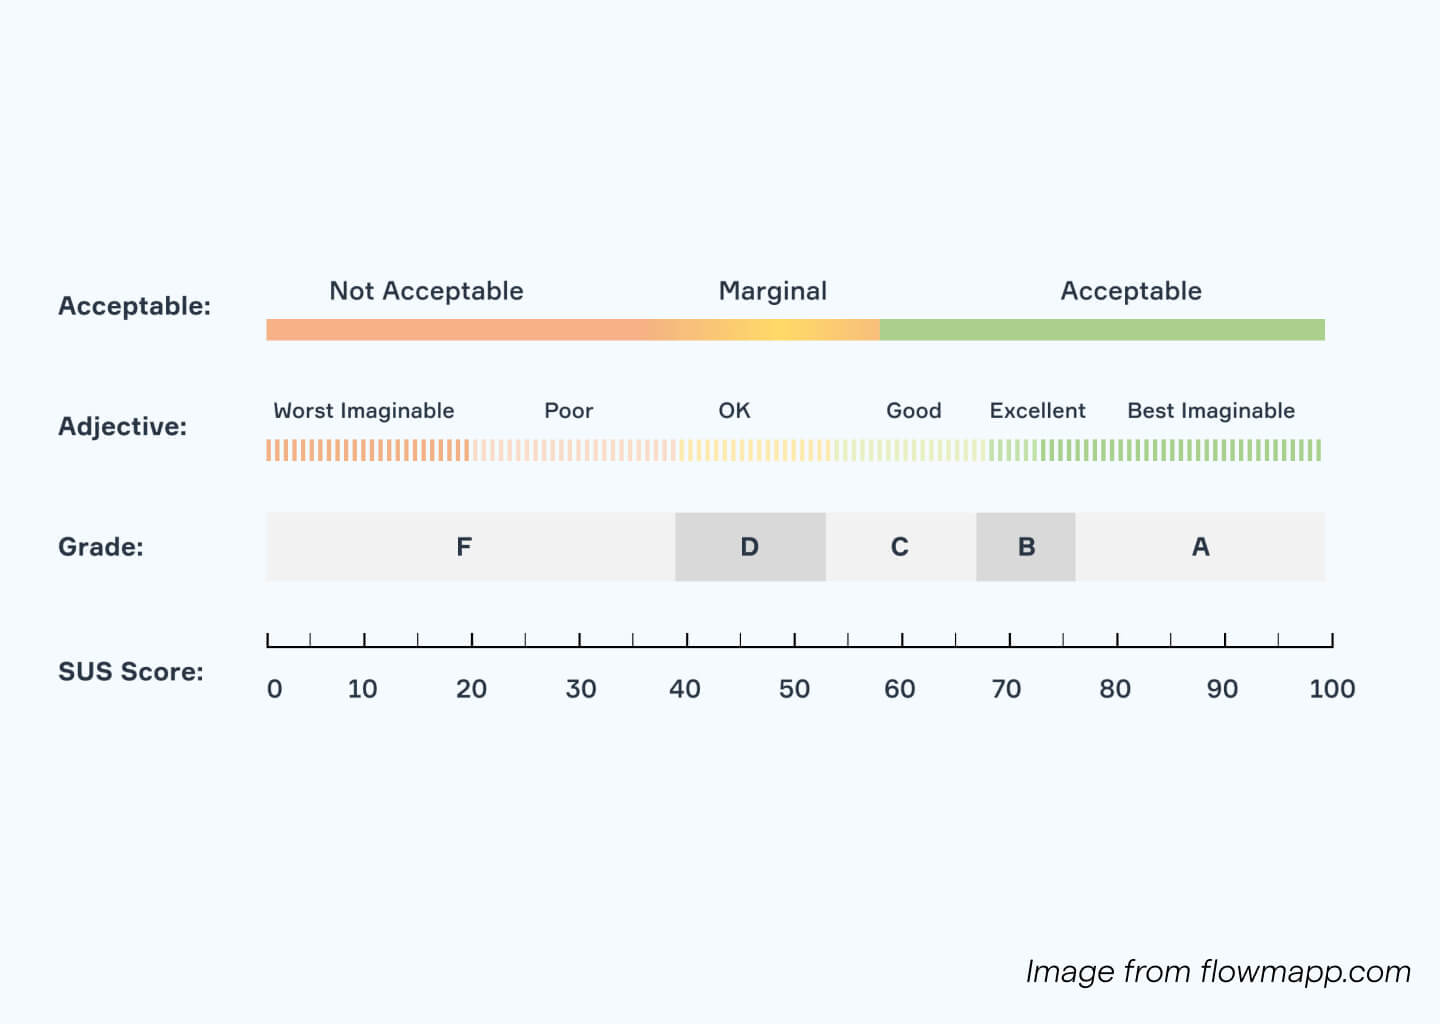 Acceptable: Not Acceptable Marginal Acceptable
Adjective: Worst Imaginable Poor OK Good Excellent Best Imaginable
Grade: F D C B A
SUS Score: 0 10 20 30 40 50 60 70 80 90 100
Image from flowmapp.com